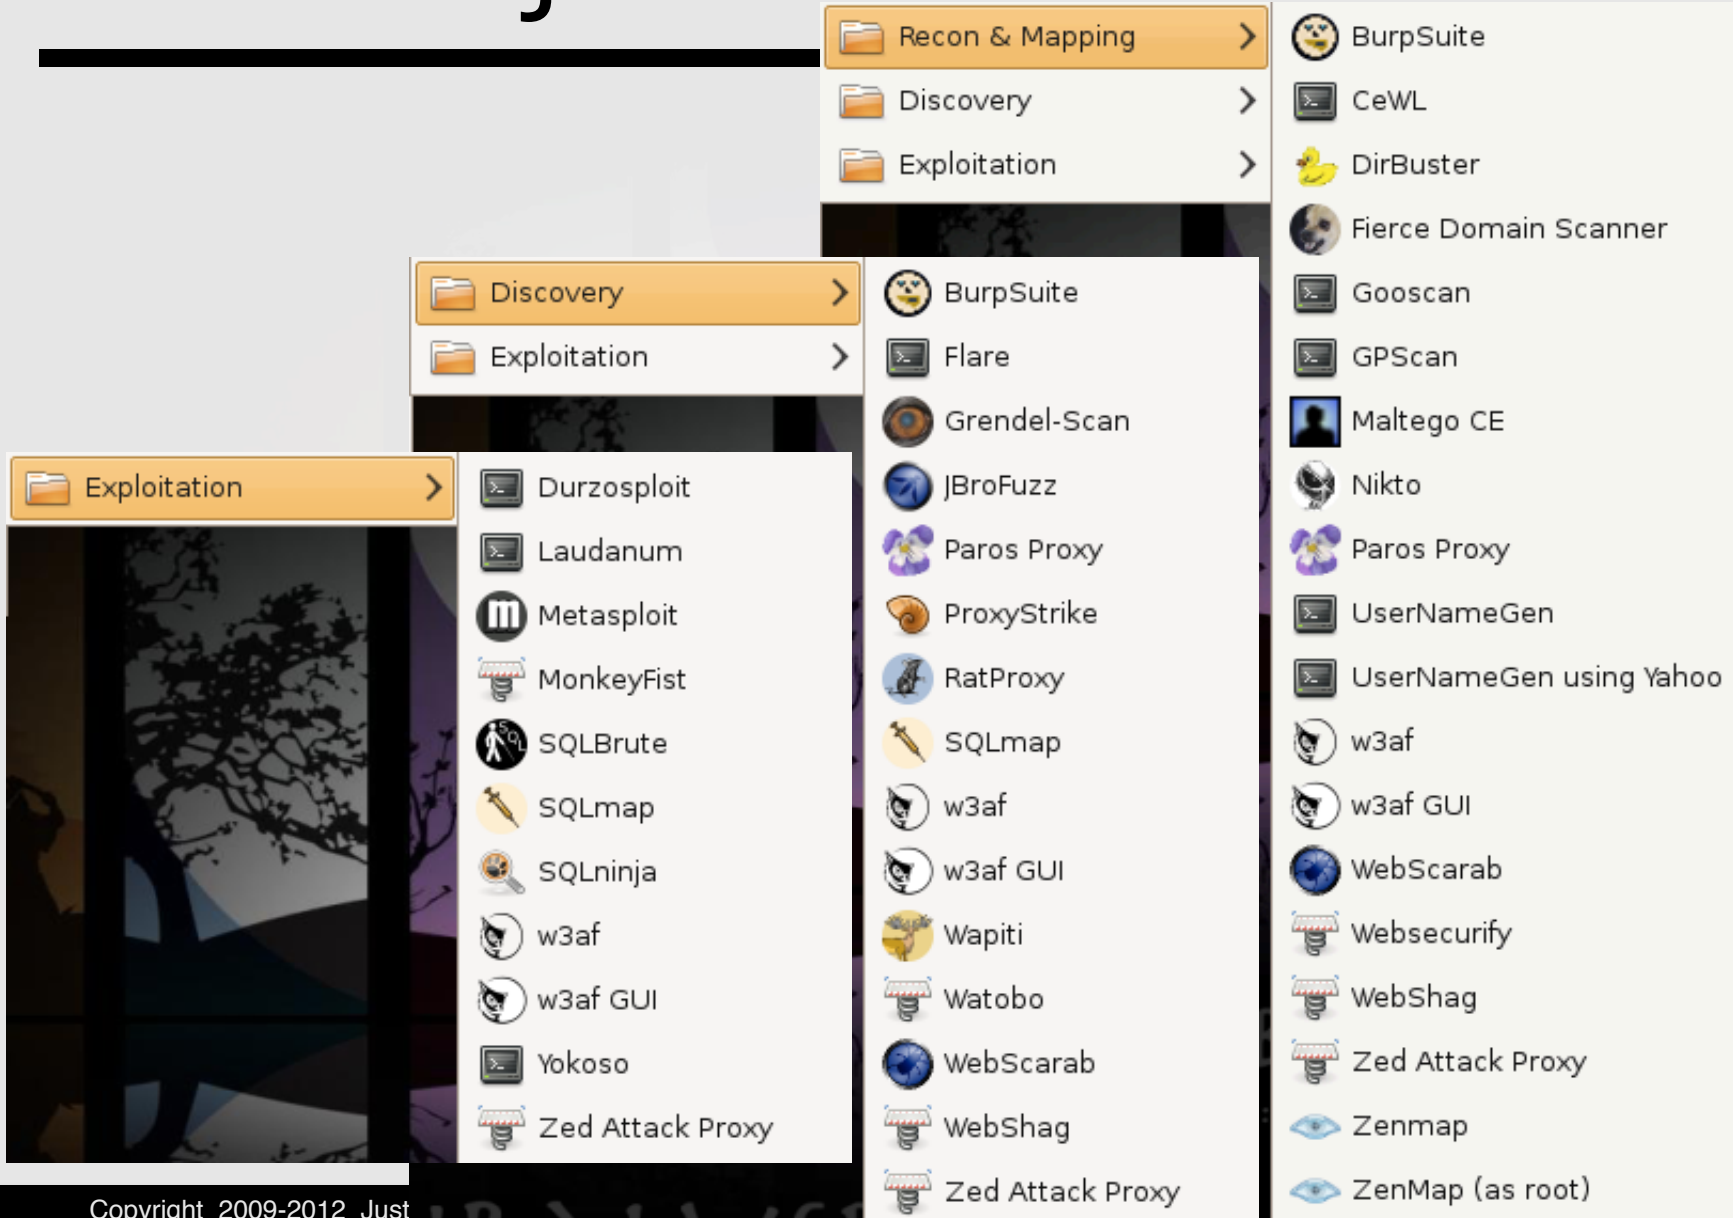 Recon & Mapping
Discovery
Exploitation
BurpSuite
CeWL
DirBuster
Fierce Domain Scanner
Gooscan
GPScan
Maltego CE
Nikto
Paros Proxy
UserNameGen
UserNameGen using Yahoo
w3af
w3af GUI
WebScarab
Websecurify
WebShag
Zed Attack Proxy
Zenmap
ZenMap (as root)
Discovery
Exploitation
BurpSuite
Flare
Grendel-Scan
JBroFuzz
Paros Proxy
ProxyStrike
RatProxy
SQLmap
w3af
w3af GUI
Wapiti
Watobo
WebScarab
WebShag
Zed Attack Proxy
Exploitation
Durzosploit
Laudanum
Metasploit
MonkeyFist
SQLBrute
SQLmap
SQLninja
w3af
w3af GUI
Yokoso
Zed Attack Proxy
Copyright 2009-2012 Just